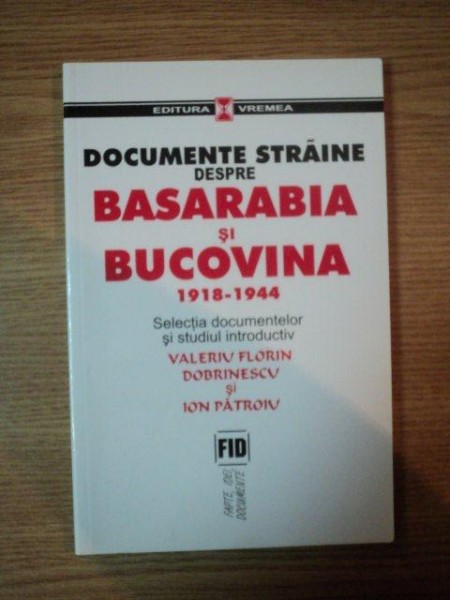 EDITURA VREMEA
DOCUMENTE STRĂINE
DESPRE
BASARABIA
ȘI
BUCOVINA
1918-1944
Selecția documentelor
și studiul introductiv
VALERIU FLORIN
DOBRINESCU
și
ION PĂTROIU
FID
FAPTE, IDEI,
DOCUMENTE